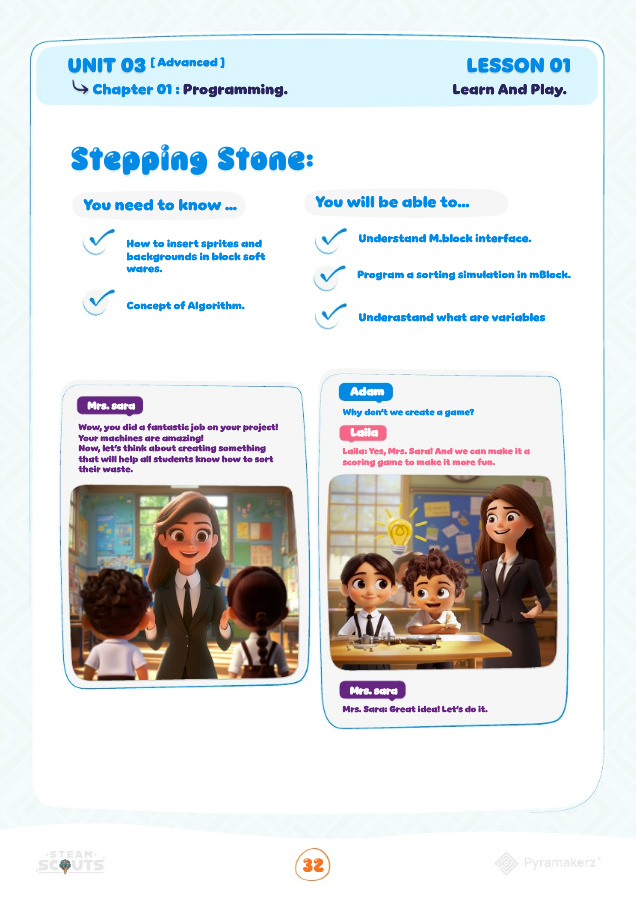 UNIT 03 [ Advanced ]
Chapter 01 : Programming.
LESSON 01
Learn And Play.
Stepping Stone:
You need to know ...
How to insert sprites and
backgrounds in block soft
wares.
Concept of Algorithm.
You will be able to...
Understand M.block interface.
Program a sorting simulation in mBlock.
Underastand what are variables
Mrs. sara
Wow, you did a fantastic job on your project!
Your machines are amazing!
Now, let's think about creating something
that will help all students know how to sort
their waste.
Adam
Why don't we create a game?
Laila
Laila: Yes, Mrs. Sara! And we can make it a
scoring game to make it more fun.
Mrs. sara
Mrs. Sara: Great idea! Let's do it.
STEAM
SCOUTS
32
Pyramakerz